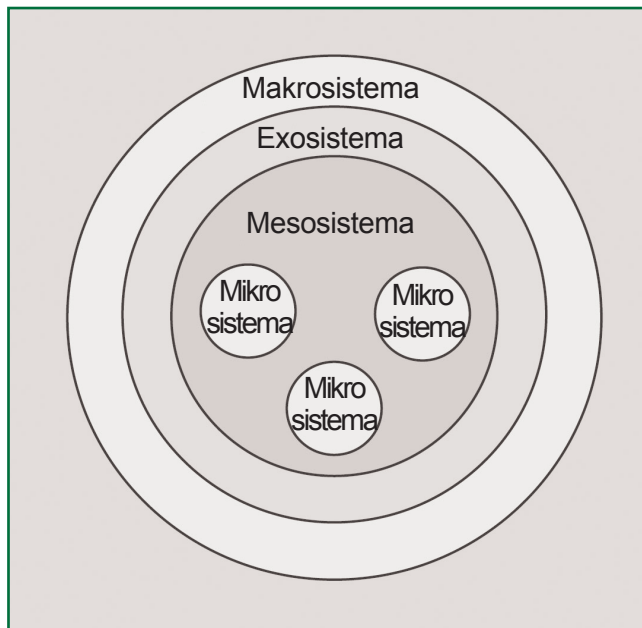 Makrosistema
Exosistema
Mesosistema
Mikro
sistema
Mikro
sistema
Mikro
sistema